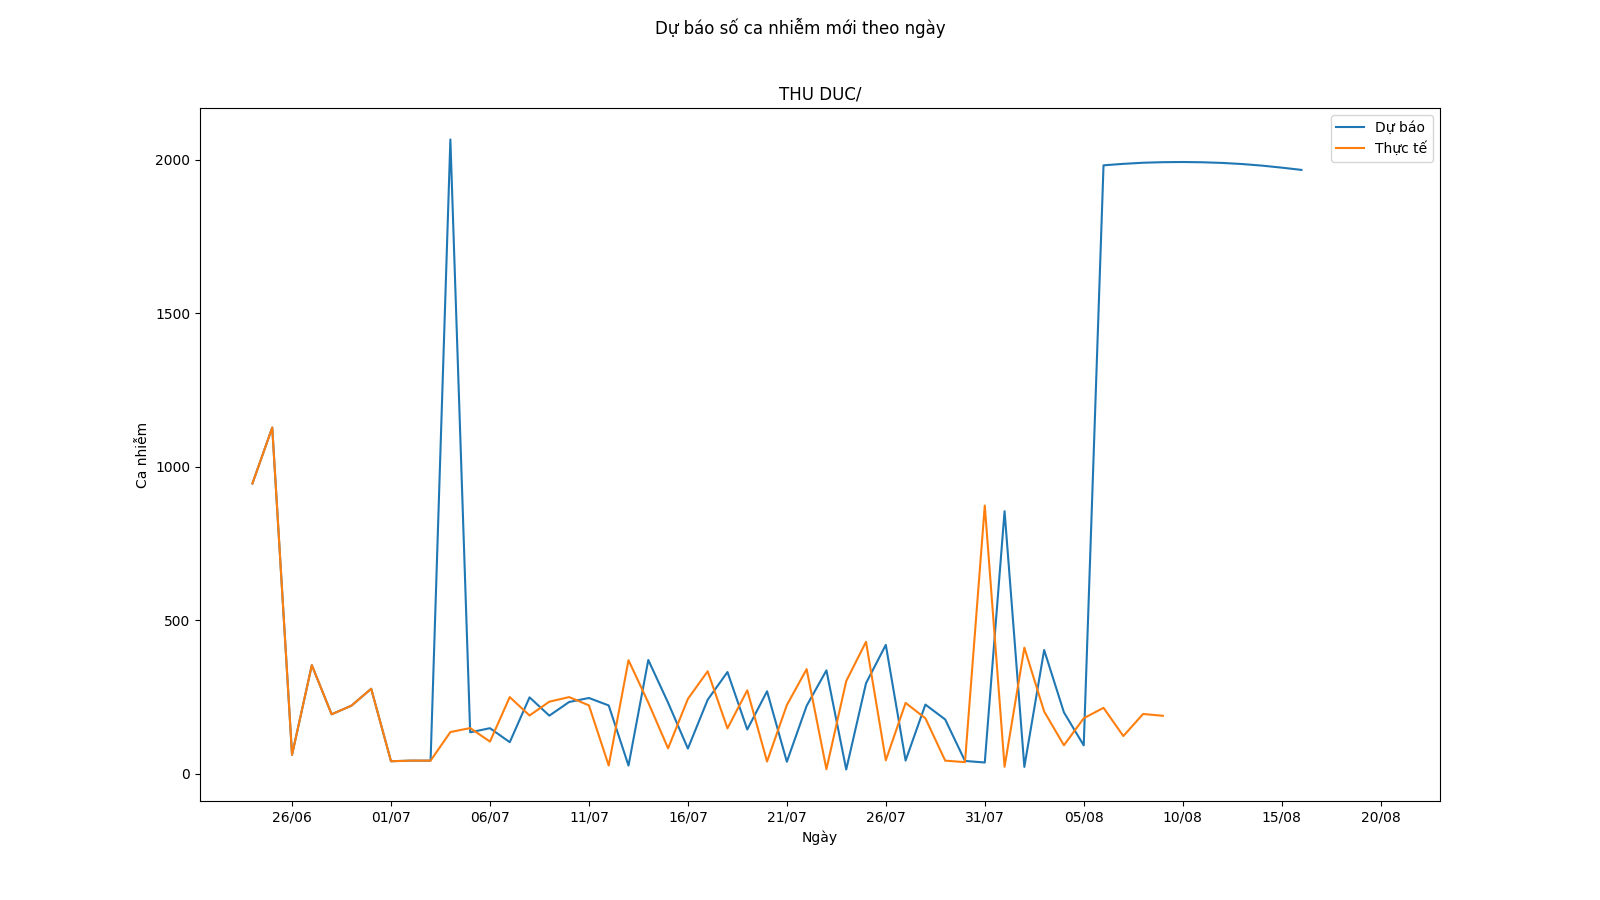 Dự báo số ca nhiễm mới theo ngày
THU DUC/
Dự báo
Thực tế
2000
1500
1000
500
0
Ca nhiễm
26/06 01/07 06/07 11/07 16/07 21/07 26/07 31/07 05/08 10/08 15/08 20/08
Ngày